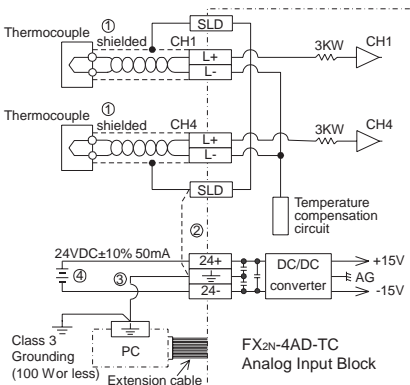 SLD
①
Thermocouple
shielded CH1
L+
L-
3KW
CH1
①
Thermocouple
shielded CH4
L+
L-
3KW
CH4
SLD
Temperature
compensation
circuit
②
24VDC±10% 50mA
24+
24-
③
④
DC/DC
converter
+15V
AG
-15V
Class 3
Grounding
(100 W or less)
PC
Extension cable
FX2N-4AD-TC
Analog Input Block